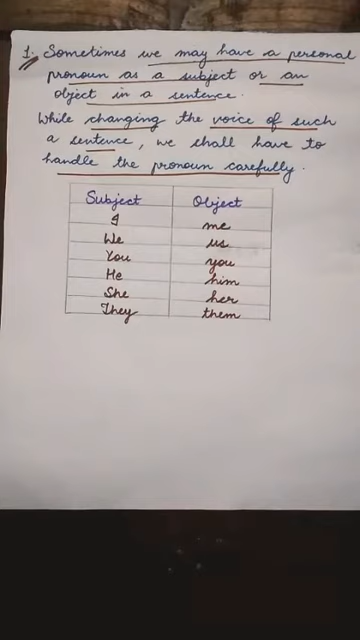 1. Sometimes we may have a personal
pronoun as a subject or an
object in a sentence.
While changing the voice of such
a sentence, we shall have to
handle the pronoun carefully.
Subject Object
I me
We us
You you
He him
She her
They them